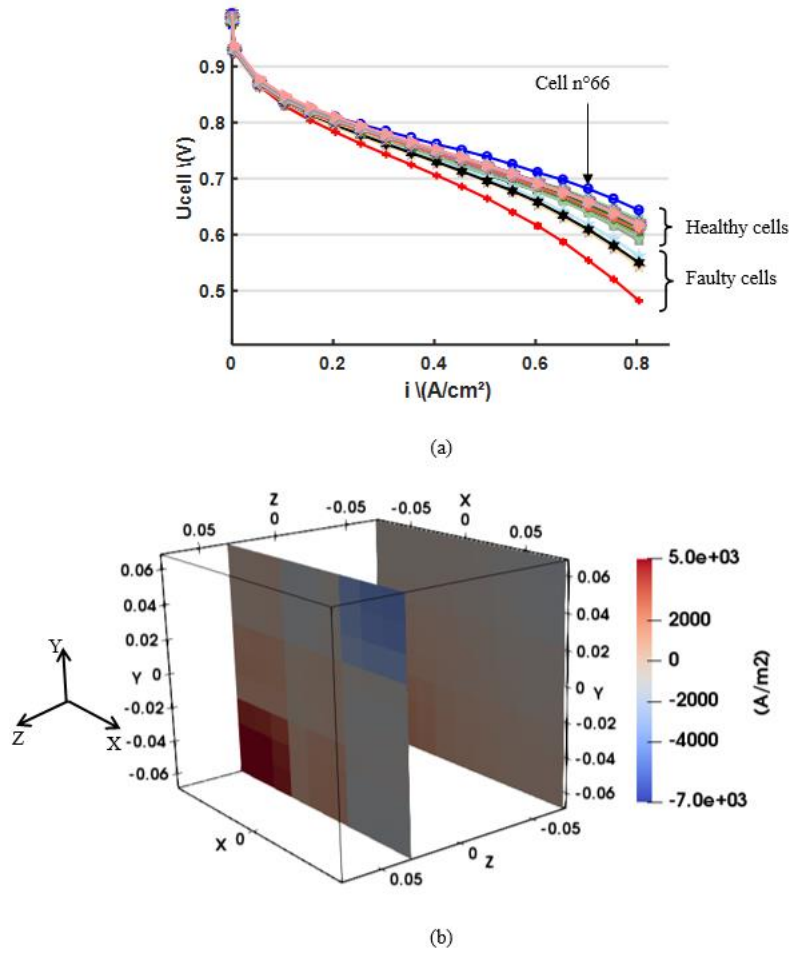 0.9
Cell n°66
0.8
0.7
Ucell \(V)
Healthy cells
0.6
Faulty cells
0.5
0 0.2 0.4 0.6 0.8
i \(A/cm²)
(a)
Z X
0.05 0 -0.05 -0.05 0 0.05
0.06 0.06 5.0e+03
0.04 0.04 2000
0.02 0.02 0
Y 0 0 Y -2000
-0.02 -0.02 -4000
-0.04 -0.04 -7.0e+03
-0.06 -0.06
(A/m2)
Y
Z X
X 0 0.05 0 Z -0.05
(b)